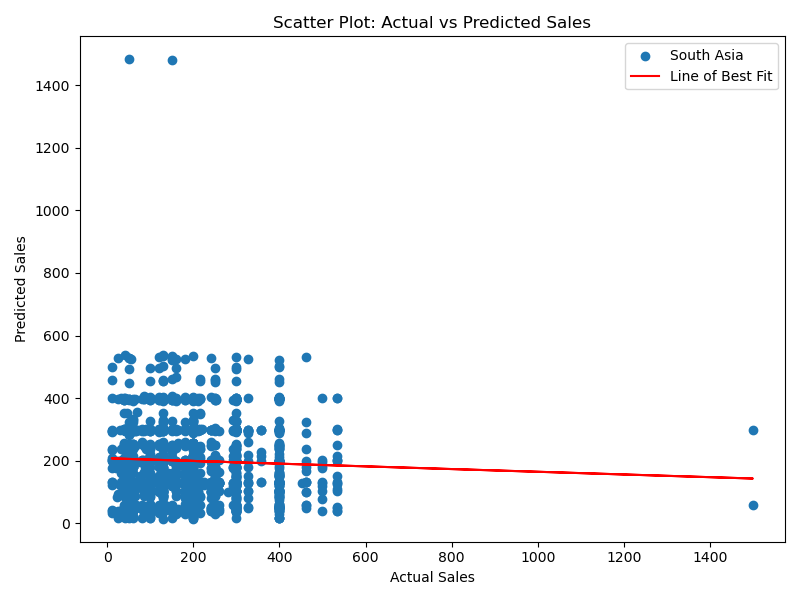 Scatter Plot: Actual vs Predicted Sales
South Asia
Line of Best Fit
Predicted Sales
1400
1200
1000
800
600
400
200
0
0 200 400 600 800 1000 1200 1400
Actual Sales